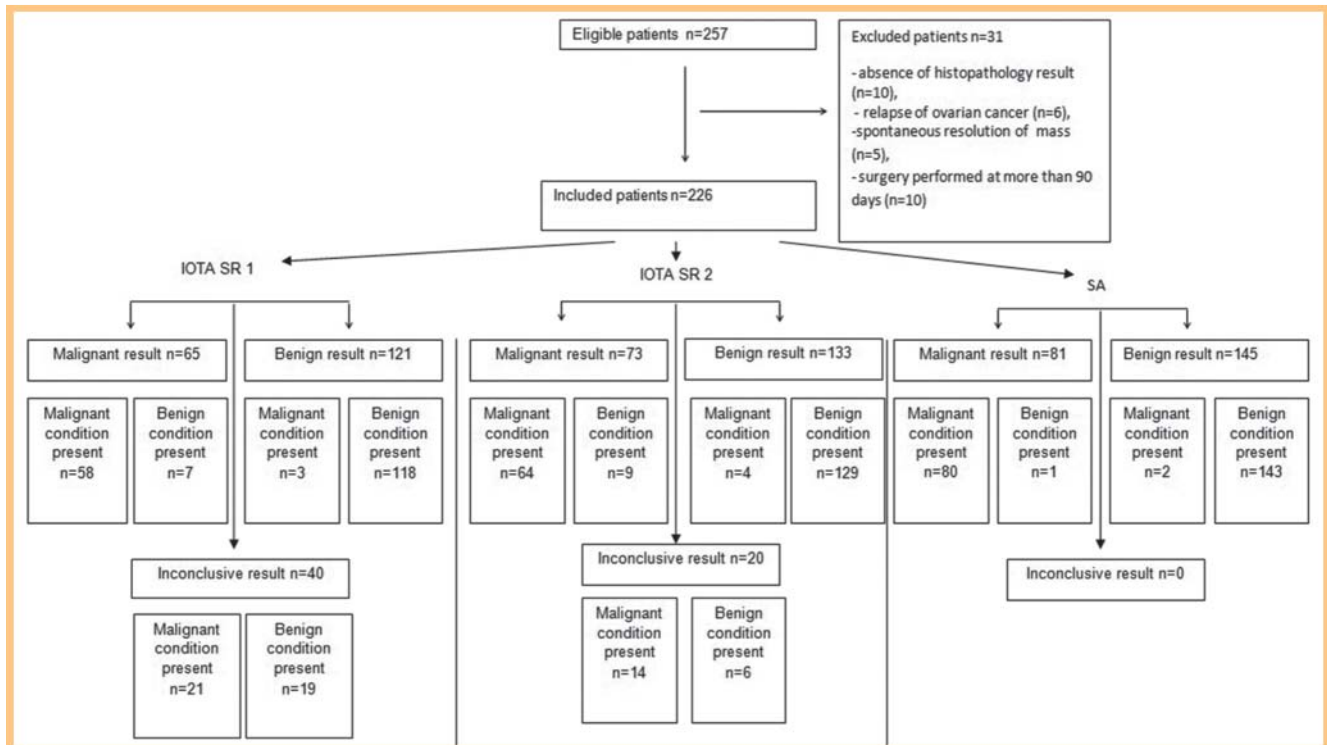 Eligible patients n=257
Excluded patients n=31
- absence of histopathology result
(n=10),
- relapse of ovarian cancer (n=6),
-spontaneous resolution of mass
(n=5),
- surgery performed at more than 90
days (n=10)
Included patients n=226
IOTA SR 1
IOTA SR 2
SA
Malignant result n=65
Benign result n=121
Malignant result n=73
Benign result n=133
Malignant result n=81
Benign result n=145
Malignant
condition
present
n=58
Benign
condition
present
n=7
Malignant
condition
present
n=3
Benign
condition
present
n=118
Malignant
condition
present
n=64
Benign
condition
present
n=9
Malignant
condition
present
n=4
Benign
condition
present
n=129
Malignant
condition
present
n=80
Benign
condition
present
n=1
Malignant
condition
present
n=2
Benign
condition
present
n=143
Inconclusive result n=40
Inconclusive result n=20
Inconclusive result n=0
Malignant
condition
present
n=21
Benign
condition
present
n=19
Malignant
condition
present
n=14
Benign
condition
present
n=6